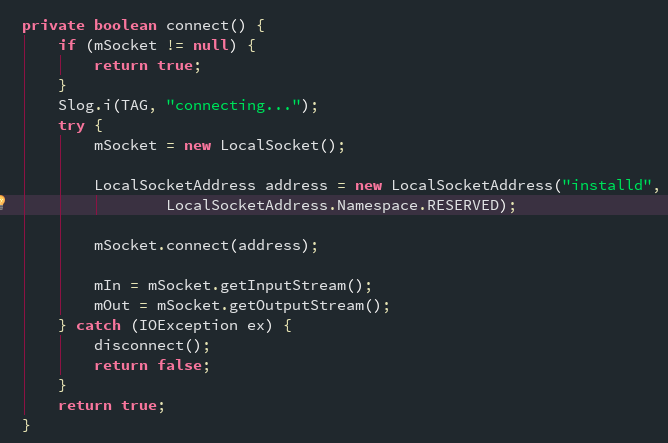 private boolean connect() {
    if (mSocket != null) {
        return true;
    }
    Slog.i(TAG, "connecting...");
    try {
        mSocket = new LocalSocket();

        LocalSocketAddress address = new LocalSocketAddress("installd",
                LocalSocketAddress.Namespace.RESERVED);

        mSocket.connect(address);

        mIn = mSocket.getInputStream();
        mOut = mSocket.getOutputStream();
    } catch (IOException ex) {
        disconnect();
        return false;
    }
    return true;
}